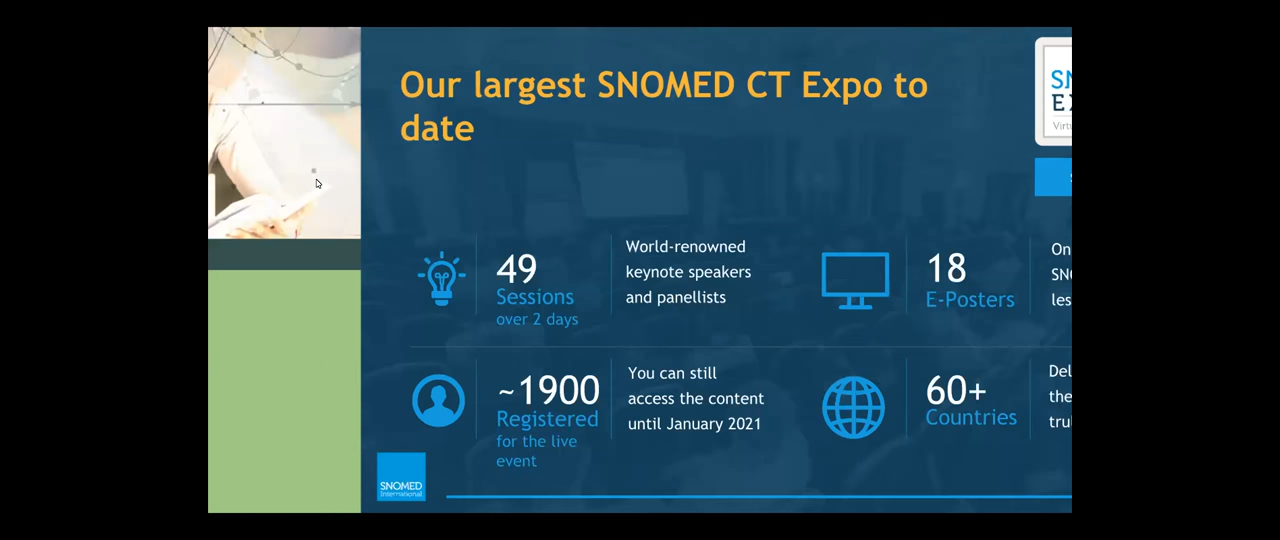 Our largest SNOMED CT Expo to
date
49
Sessions
over 2 days
World-renowned
keynote speakers
and panellists
18
E-Posters
On
~1900
Registered
for the live
event
You can still
access the content
until January 2021
60+
Countries
SNOMED
International